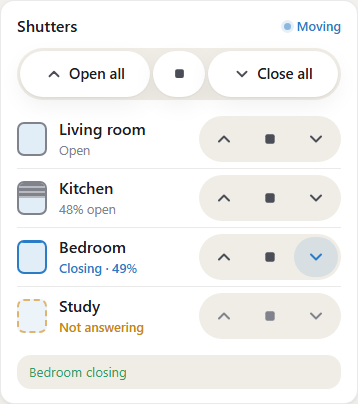 Shutters
Moving
Open all
Close all
Living room
Open
Kitchen
48% open
Bedroom
Closing · 49%
Study
Not answering
Bedroom closing